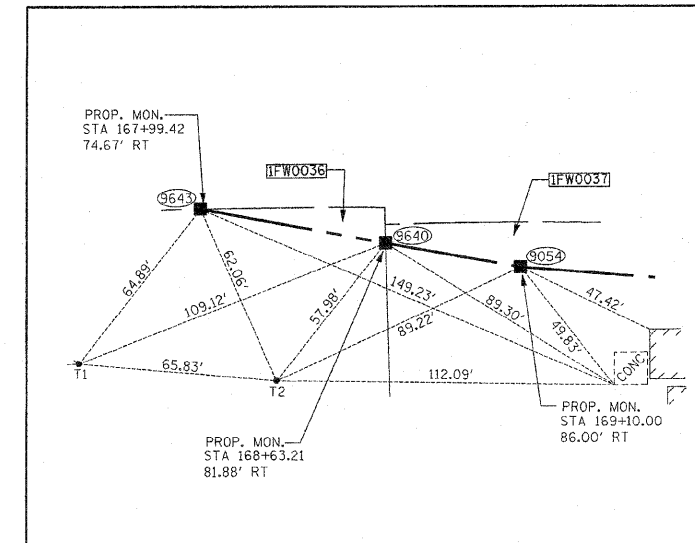 PROP. MON.
STA 167+99.42
74.67' RT
1FW0036
1FW0037
9643
9640
9054
64.89'
62.06'
109.12'
57.98'
149.23'
89.22'
89.30'
49.83'
47.42'
CONC
65.83'
112.09'
T1
T2
PROP. MON.
STA 168+63.21
81.88' RT
PROP. MON.
STA 169+10.00
86.00' RT